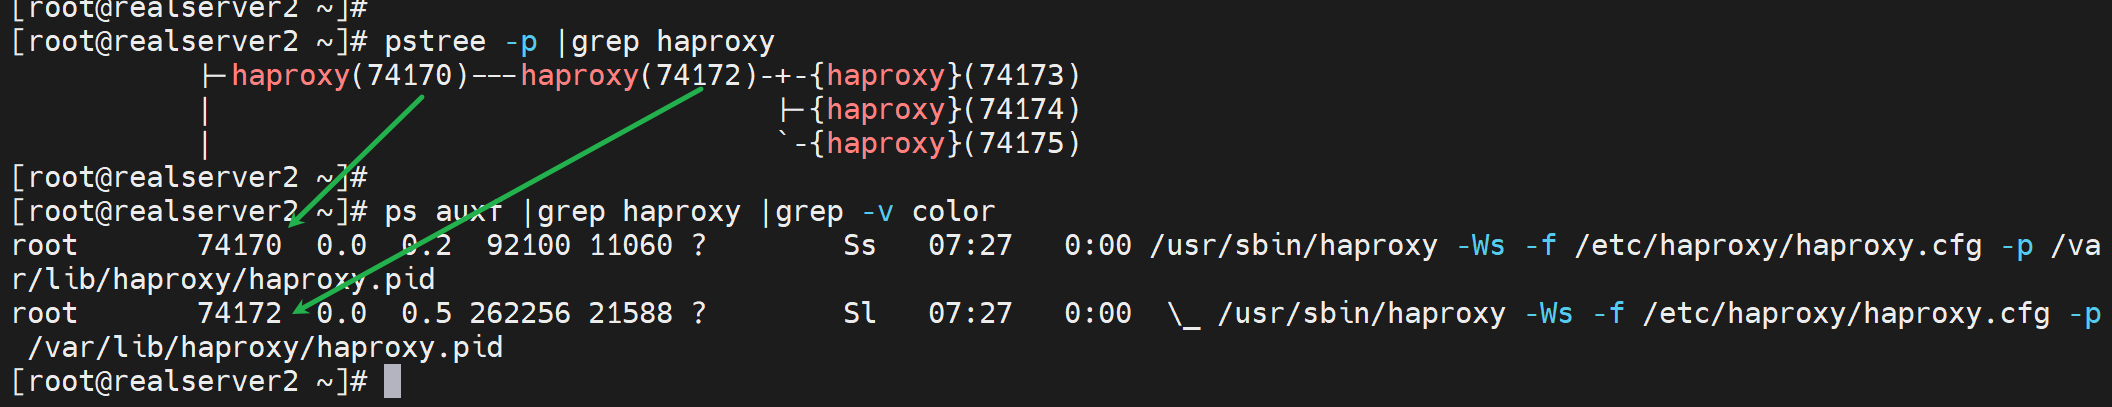 [root@realserver2 ~]#
[root@realserver2 ~]# pstree -p |grep haproxy
           |-haproxy(74170)---haproxy(74172)-+-{haproxy}(74173)
           |                                 |-{haproxy}(74174)
           |                                 `-{haproxy}(74175)
[root@realserver2 ~]#
[root@realserver2 ~]# ps auxf |grep haproxy |grep -v color
root       74170  0.0  0.2  92100 11060 ?        Ss   07:27   0:00 /usr/sbin/haproxy -Ws -f /etc/haproxy/haproxy.cfg -p /va
r/lib/haproxy/haproxy.pid
root       74172  0.0  0.5 262256 21588 ?        Sl   07:27   0:00  \_ /usr/sbin/haproxy -Ws -f /etc/haproxy/haproxy.cfg -p
 /var/lib/haproxy/haproxy.pid
[root@realserver2 ~]#